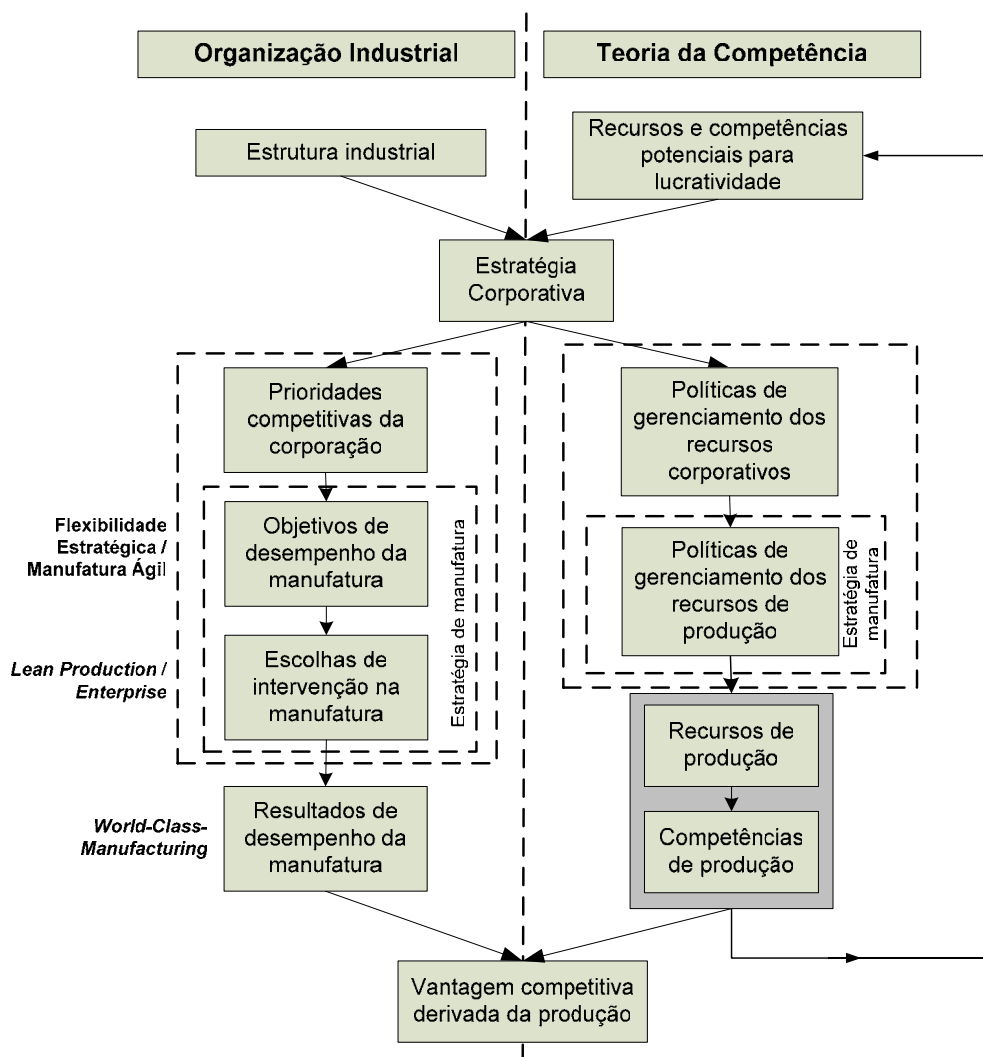 Organização Industrial
Teoria da Competência
Estrutura industrial
Recursos e competências
potenciais para
lucratividade
Estratégia
Corporativa
Prioridades
competitivas da
corporação
Políticas de
gerenciamento dos
recursos
corporativos
Flexibilidade
Estratégica /
Manufatura Ágil
Objetivos de
desempenho da
manufatura
Estratégia de manufatura
Políticas de
gerenciamento dos
recursos de
produção
Estratégia de
manufatura
Lean Production /
Enterprise
Escolhas de
intervenção na
manufatura
Recursos de
produção
World-Class-
Manufacturing
Resultados de
desempenho da
manufatura
Competências
de produção
Vantagem competitiva
derivada da produção